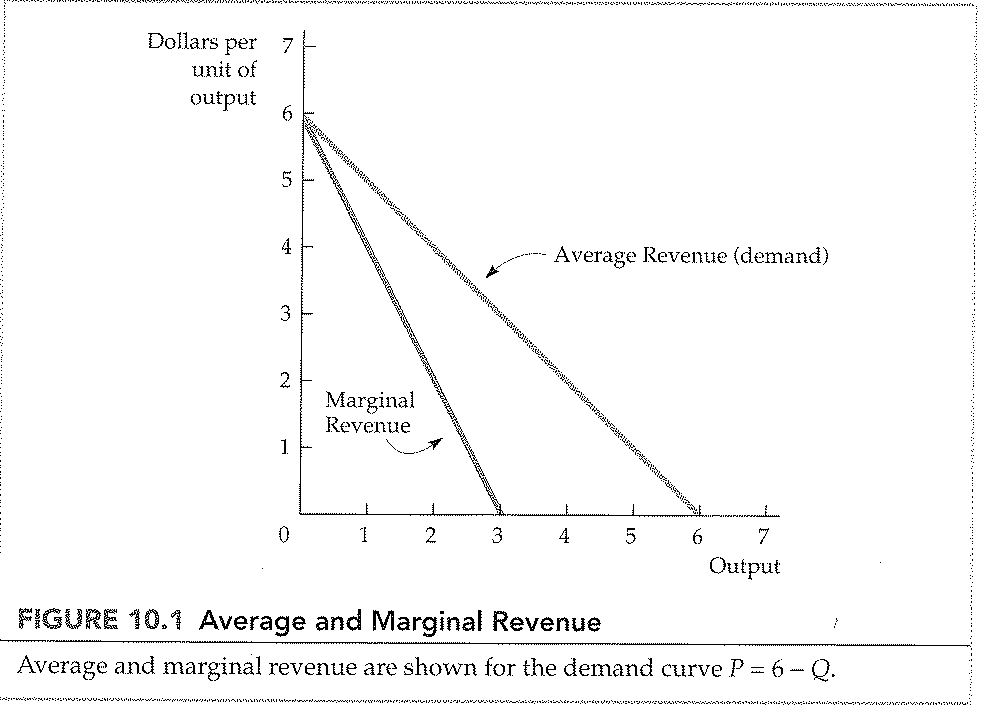 Dollars per
unit of
output
7
6
5
4
3
2
1
Average Revenue (demand)
Marginal
Revenue
0 1 2 3 4 5 6 7
Output
FIGURE 10.1 Average and Marginal Revenue
Average and marginal revenue are shown for the demand curve P = 6 – Q.